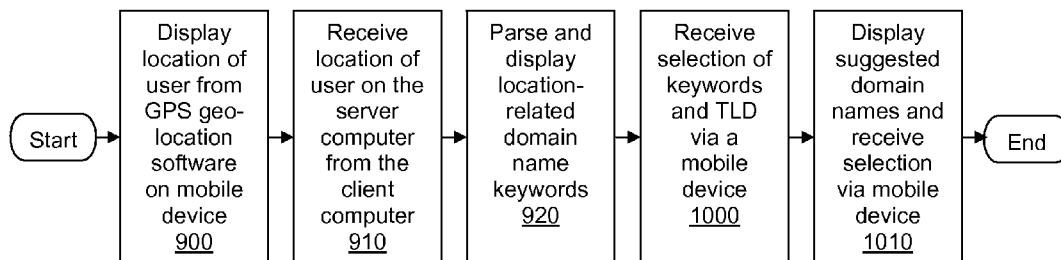 Start
Display
location of
user from
GPS geo-
location
software
on mobile
device
900
Receive
location of
user on the
server
computer
from the
client
computer
910
Parse and
display
location-
related
domain
name
keywords
920
Receive
selection of
keywords
and TLD
via a
mobile
device
1000
Display
suggested
domain
names and
receive
selection
via mobile
device
1010
End